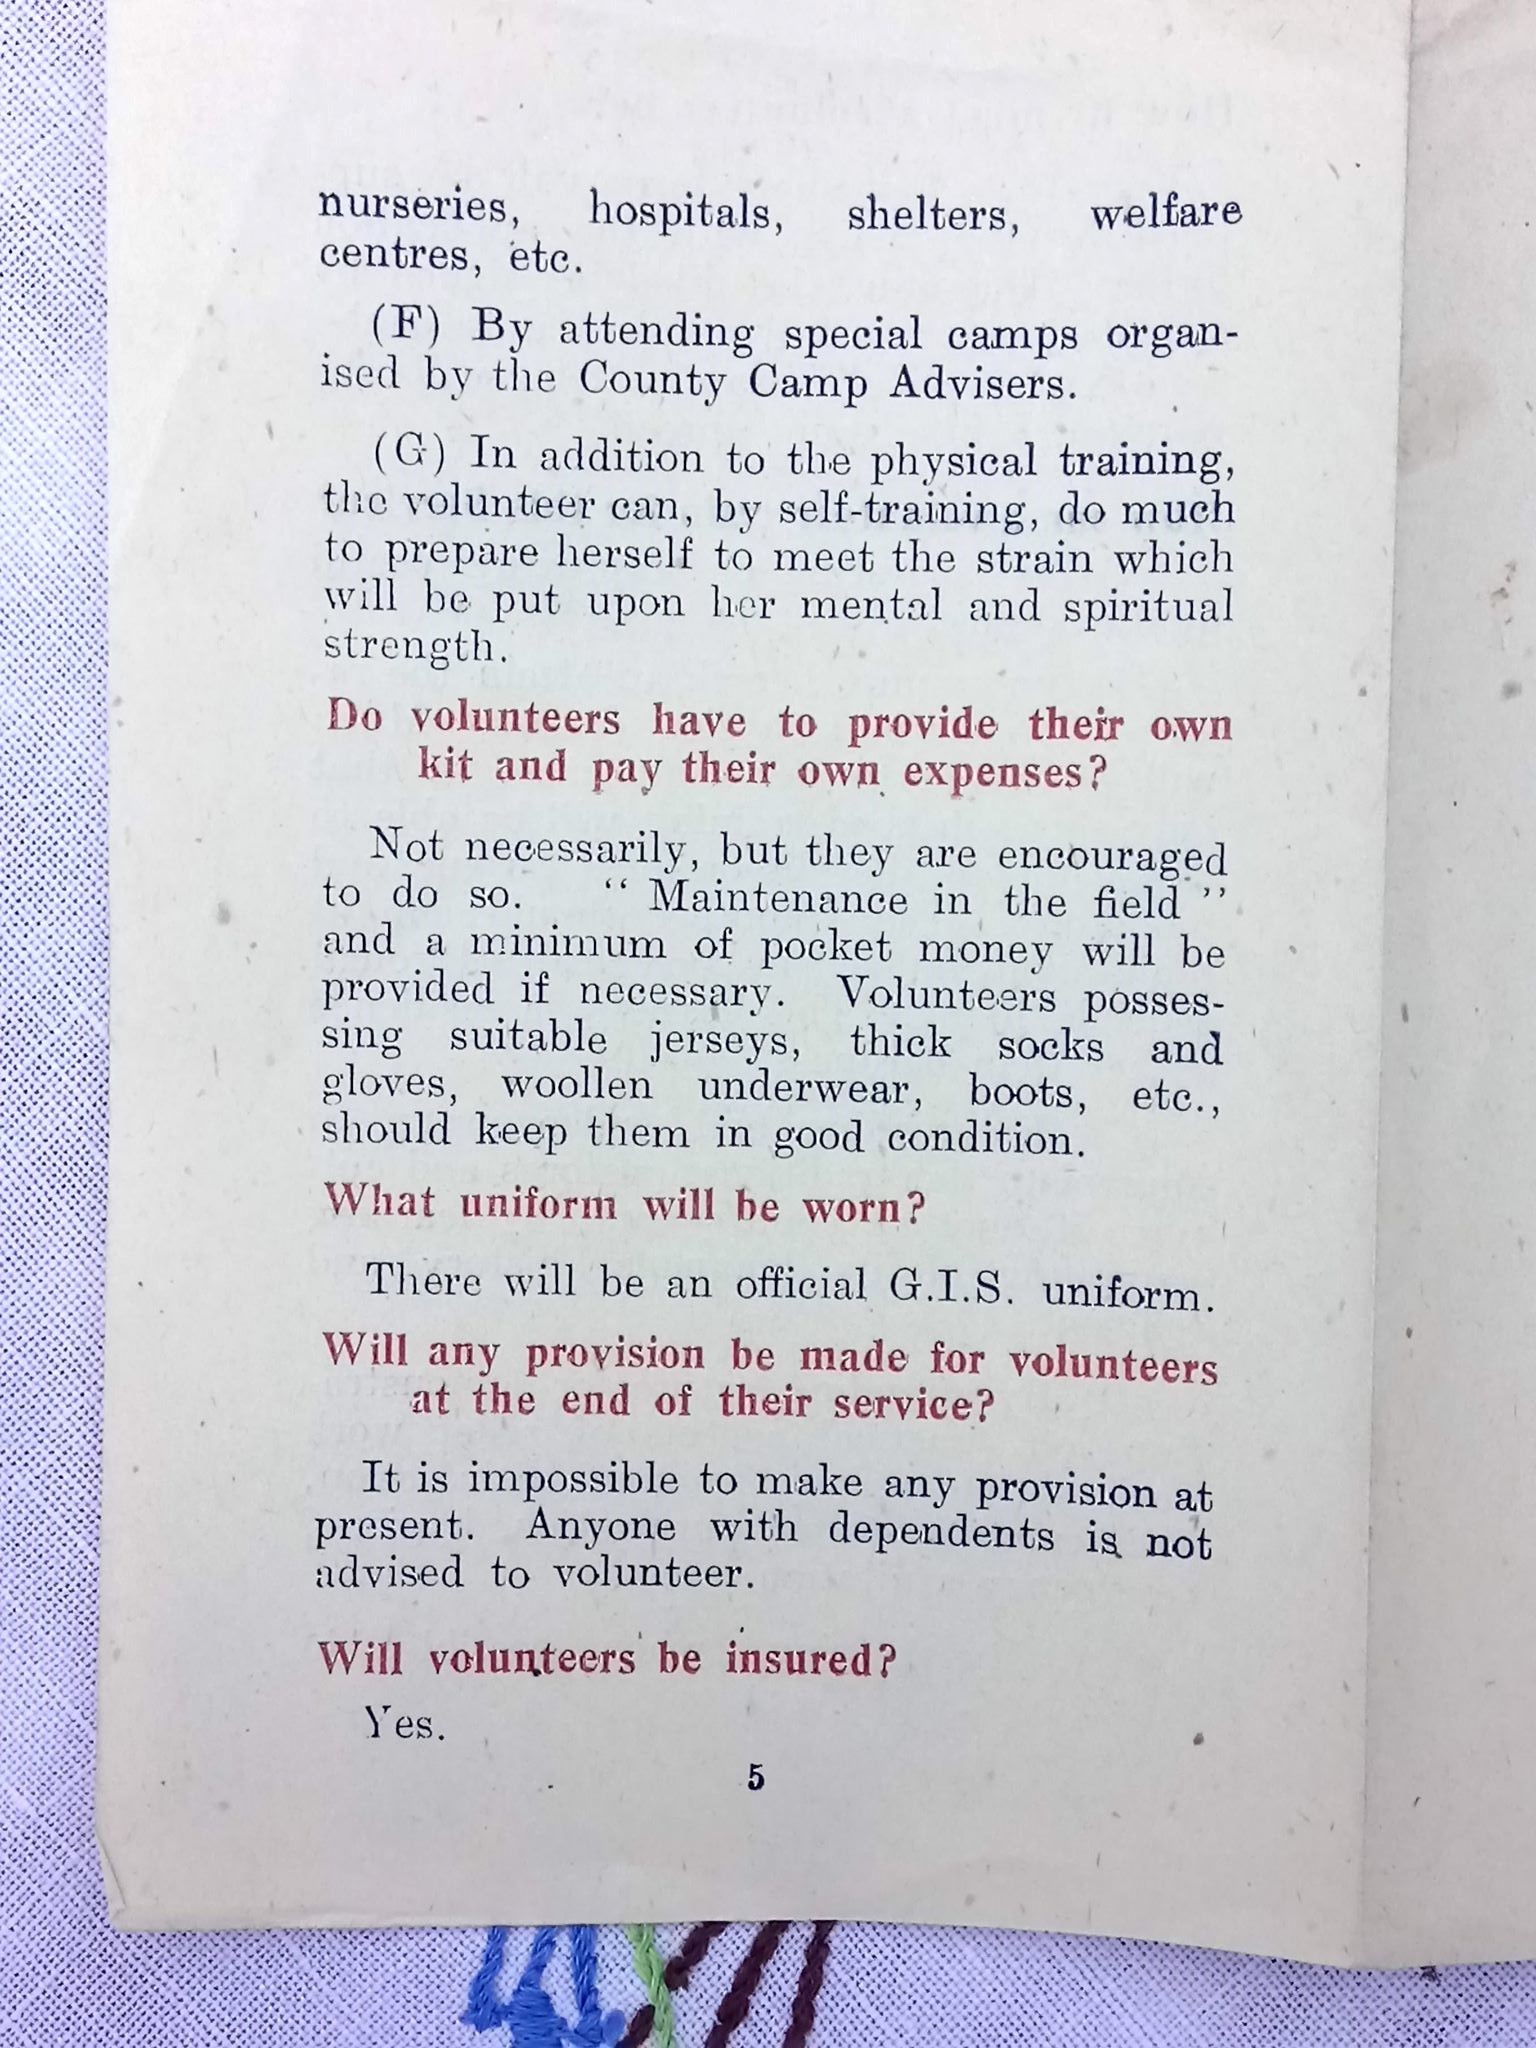 nurseries, hospitals, shelters, welfare
centres, etc.
(F) By attending special camps organ-
ised by the County Camp Advisers.
(G) In addition to the physical training,
the volunteer can, by self-training, do much
to prepare herself to meet the strain which
will be put upon her mental and spiritual
strength.
Do volunteers have to provide their own
kit and pay their own expenses?
Not necessarily, but they are encouraged
to do so. “ Maintenance in the field ”
and a minimum of pocket money will be
provided if necessary. Volunteers posses-
sing suitable jerseys, thick socks and
gloves, woollen underwear, boots, etc.,
should keep them in good condition.
What uniform will be worn?
There will be an official G.I.S. uniform.
Will any provision be made for volunteers
at the end of their service?
It is impossible to make any provision at
present. Anyone with dependents is not
advised to volunteer.
Will volunteers be insured?
Yes.
5